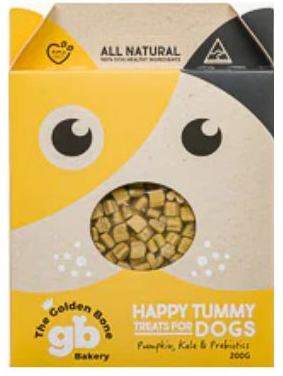 ALL NATURAL
100% REAL HEALTHY INGREDIENTS
The Golden Bone
gb
Bakery
HAPPY TUMMY
TREATS FOR DOGS
Pumpkin, Kale & Prebiotics
200G